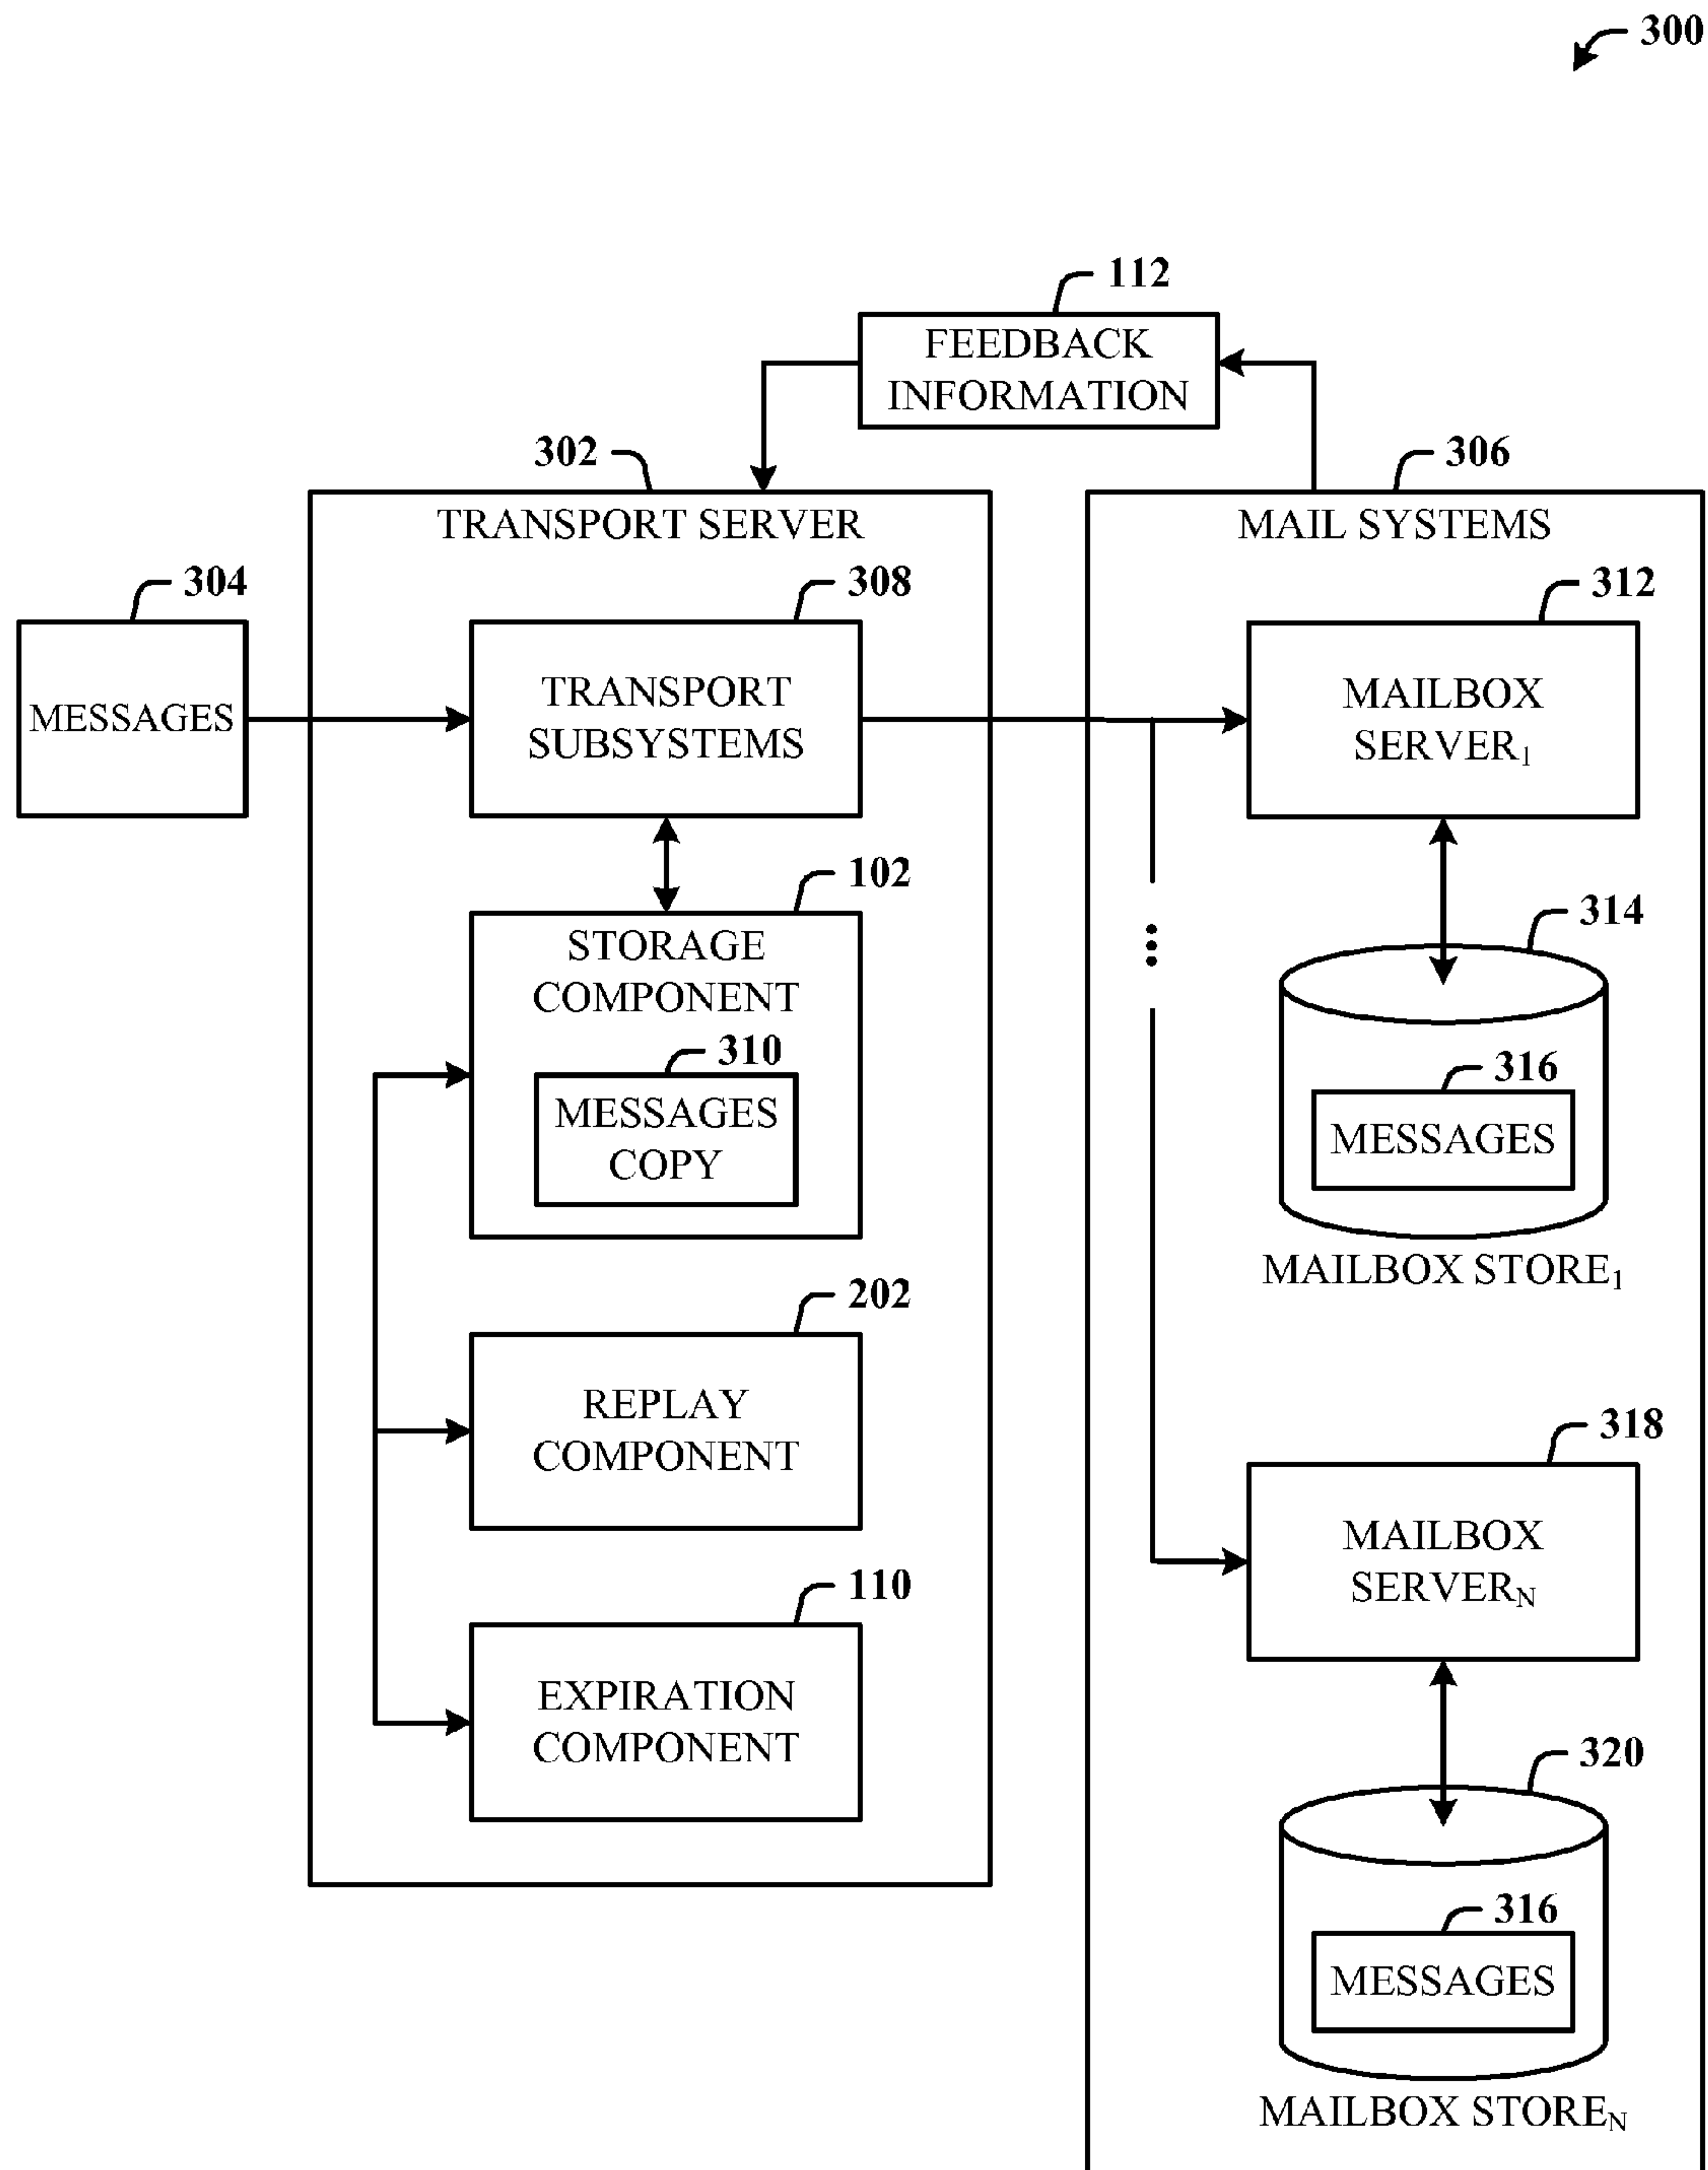 300
112
FEEDBACK
INFORMATION
302
306
TRANSPORT SERVER
MAIL SYSTEMS
304
308
312
MESSAGES
TRANSPORT
SUBSYSTEMS
MAILBOX
SERVER1
102
314
STORAGE
COMPONENT
310
MESSAGES
COPY
316
MESSAGES
MAILBOX STORE1
202
REPLAY
COMPONENT
318
MAILBOX
SERVERN
110
EXPIRATION
COMPONENT
320
316
MESSAGES
MAILBOX STOREN